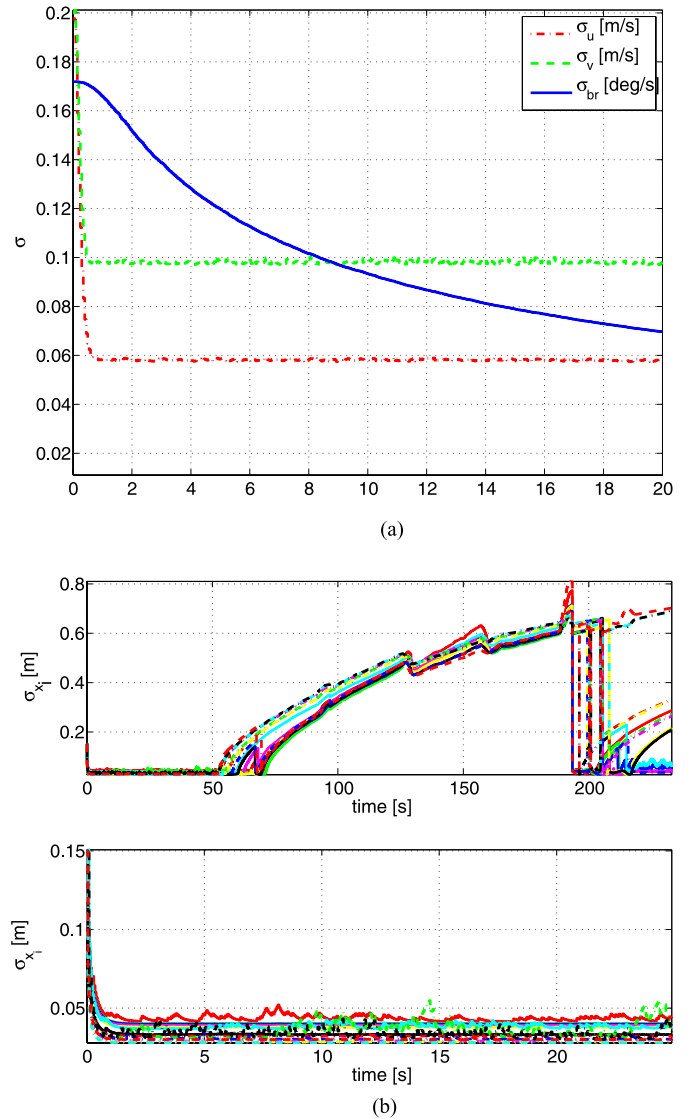 0.2
0.18
0.16
0.14
0.12
0.1
0.08
0.06
0.04
0.02
σ
σ_u [m/s]
σ_v [m/s]
σ_br [deg/s]
0 2 4 6 8 10 12 14 16 18 20
(a)
0.8
0.6
0.4
0.2
σ_x_i [m]
0 50 100 150 200
time [s]
0.15
0.1
0.05
σ_x_i [m]
0 5 10 15 20
time [s]
(b)